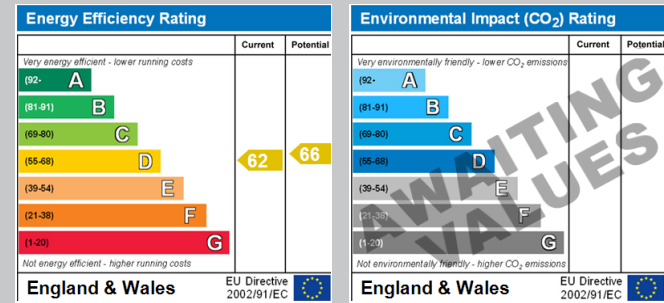 Energy Efficiency Rating
Current Potential
Very energy efficient - lower running costs
(92- A
(81-91) B
(69-80) C
(55-68) D
62 66
(39-54) E
(21-38) F
(1-20) G
Not energy efficient - higher running costs
England & Wales
EU Directive
2002/91/EC
Environmental Impact (CO2) Rating
Current Potential
Very environmentally friendly - lower CO2 emissions
(92- A
(81-91) B
(69-80) C
(55-68) D
(39-54) E
(21-38) F
(1-20) G
Not environmentally friendly - higher CO2 emissions
AWAITING
VALUES
England & Wales
EU Directive
2002/91/EC